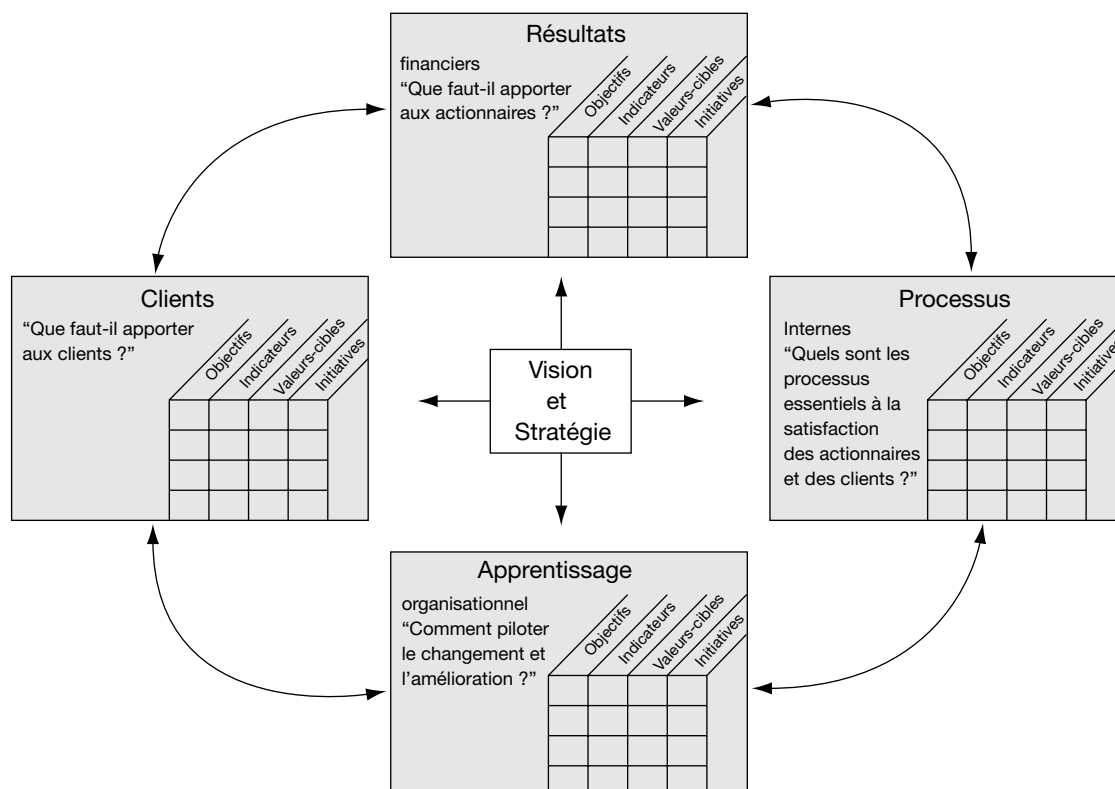 Résultats
financiers
“Que faut-il apporter
aux actionnaires ?”
Objectifs
Indicateurs
Valeurs-cibles
Initiatives
Clients
“Que faut-il apporter
aux clients ?”
Objectifs
Indicateurs
Valeurs-cibles
Initiatives
Vision
et
Stratégie
Processus
Internes
“Quels sont les
processus
essentiels à la
satisfaction
des actionnaires
et des clients ?”
Objectifs
Indicateurs
Valeurs-cibles
Initiatives
Apprentissage
organisationnel
“Comment piloter
le changement et
l’amélioration ?”
Objectifs
Indicateurs
Valeurs-cibles
Initiatives